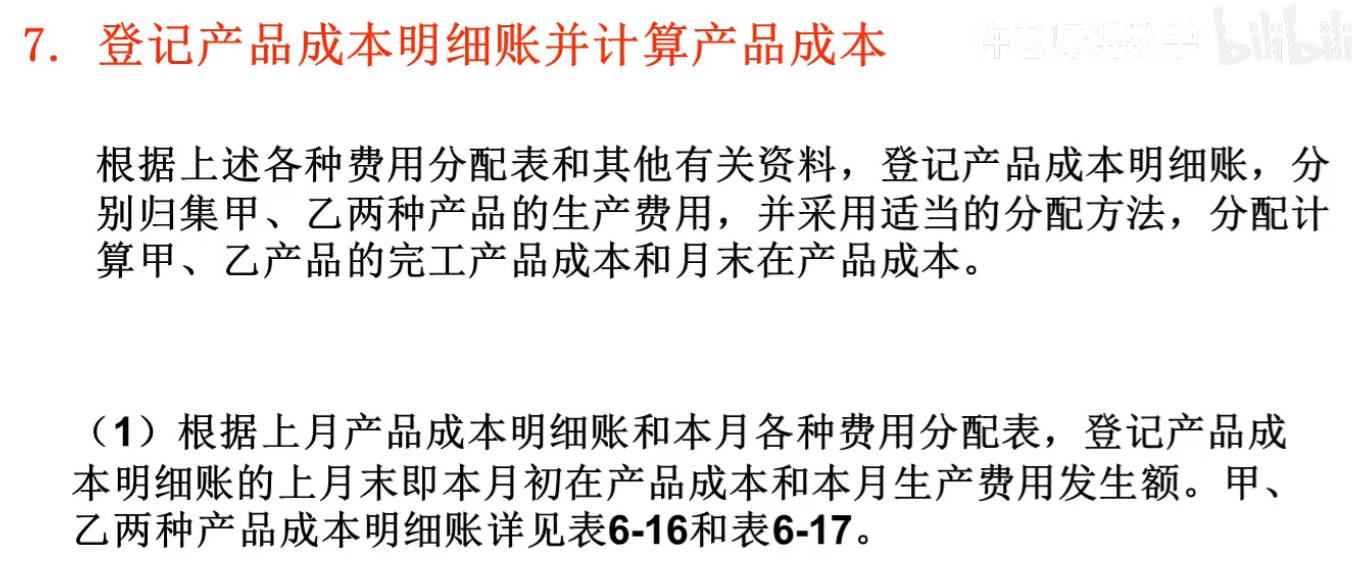 7. 登记产品成本明细账并计算产品成本
bilibili
根据上述各种费用分配表和其他有关资料，登记产品成本明细账，分
别归集甲、乙两种产品的生产费用，并采用适当的分配方法，分配计
算甲、乙产品的完工产品成本和月末在产品成本。
（1）根据上月产品成本明细账和本月各种费用分配表，登记产品成
本明细账的上月末即本月初在产品成本和本月生产费用发生额。甲、
乙两种产品成本明细账详见表6-16和表6-17。